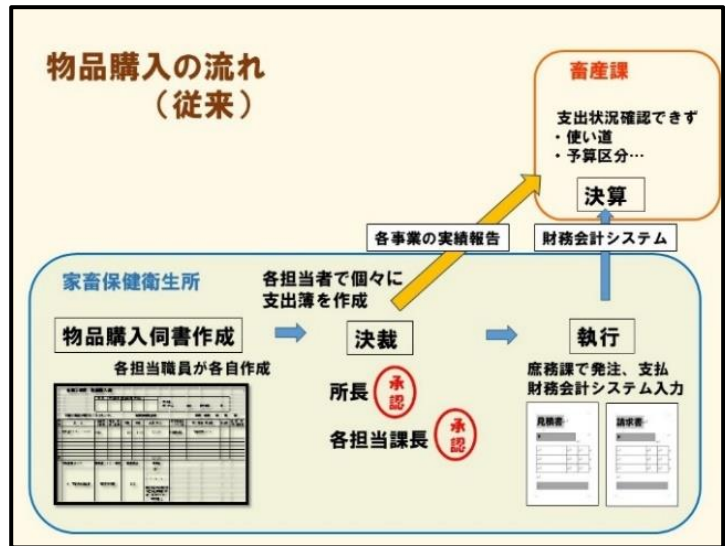 物品購入の流れ
（従来）
畜産課
支出状況確認できず
・使い道
・予算区分…
決算
各事業の実績報告
財務会計システム
家畜保健衛生所
各担当者で個々に
支出簿を作成
物品購入伺書作成
決裁
執行
各担当職員が各自作成
所長
承認
各担当課長
承認
庶務課で発注、支払
財務会計システム入力
見積書
請求書